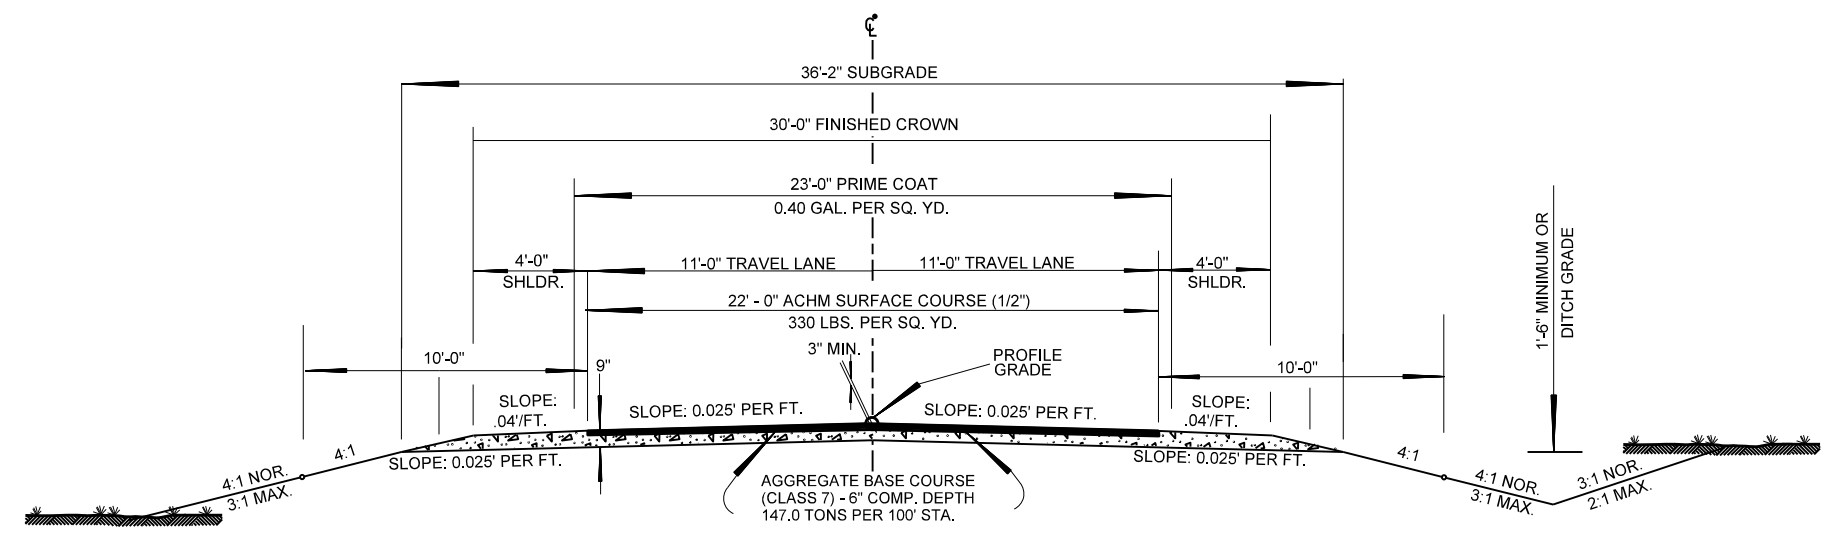 ℄
36'-2" SUBGRADE
30'-0" FINISHED CROWN
23'-0" PRIME COAT
0.40 GAL. PER SQ. YD.
4'-0"
SHLDR.
11'-0" TRAVEL LANE
11'-0" TRAVEL LANE
4'-0"
SHLDR.
22' - 0" ACHM SURFACE COURSE (1/2")
330 LBS. PER SQ. YD.
1'-6" MINIMUM OR
DITCH GRADE
10'-0"
9"
3" MIN.
PROFILE
GRADE
10'-0"
SLOPE:
.04'/FT.
SLOPE: 0.025' PER FT.
SLOPE: 0.025' PER FT.
SLOPE:
.04'/FT.
4:1
SLOPE: 0.025' PER FT.
SLOPE: 0.025' PER FT.
4:1
4:1 NOR.
3:1 MAX.
AGGREGATE BASE COURSE
(CLASS 7) - 6" COMP. DEPTH
147.0 TONS PER 100' STA.
4:1 NOR.
3:1 MAX.
3:1 NOR.
2:1 MAX.